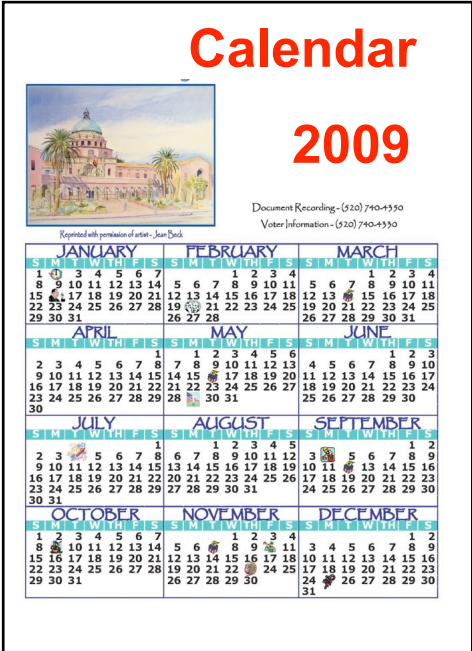 Calendar
2009
Document Recording - (520) 740-4350
Voter Information - (520) 740-4330
Reprinted with permission of artist - Jean Beck
JANUARY
S M T W TH F S
1 3 4 5 6 7
8 9 10 11 12 13 14
15 17 18 19 20 21
22 23 24 25 26 27 28
29 30 31
FEBRUARY
S M T W TH F S
1 2 3 4
5 6 7 8 9 10 11
12 13 14 15 16 17 18
19 21 22 23 24 25
26 27 28
MARCH
S M T W TH F S
1 2 3 4
5 6 7 8 9 10 11
12 13 15 16 17 18
19 20 21 22 23 24 25
26 27 28 29 30 31
APRIL
S M T W TH F S
1
2 3 4 5 6 7 8
9 10 11 12 13 14 15
16 17 18 19 20 21 22
23 24 25 26 27 28 29
30
MAY
S M T W TH F S
1 2 3 4 5 6
7 8 9 10 11 12 13
14 15 17 18 19 20
21 22 23 24 25 26 27
28 30 31
JUNE
S M T W TH F S
1 2 3
4 5 6 7 8 9 10
11 12 13 14 15 16 17
18 19 20 21 22 23 24
25 26 27 28 29 30
JULY
S M T W TH F S
1
2 3 5 6 7 8
9 10 11 12 13 14 15
16 17 18 19 20 21 22
23 24 25 26 27 28 29
30 31
AUGUST
S M T W TH F S
1 2 3 4 5
6 7 8 9 10 11 12
13 14 15 16 17 18 19
20 21 22 23 24 25 26
27 28 29 30 31
SEPTEMBER
S M T W TH F S
1 2
3 5 6 7 8 9
10 11 13 14 15 16
17 18 19 20 21 22 23
24 25 26 27 28 29 30
OCTOBER
S M T W TH F S
1 2 3 4 5 6 7
8 10 11 12 13 14
15 16 17 18 19 20 21
22 23 24 25 26 27 28
29 30 31
NOVEMBER
S M T W TH F S
1 2 3 4
5 6 8 9 11
12 13 14 15 16 17 18
19 20 21 22 24 25
26 27 28 29 30
DECEMBER
S M T W TH F S
1 2
3 4 5 6 7 8 9
10 11 12 13 14 15 16
17 18 19 20 21 22 23
24 26 27 28 29 30
31